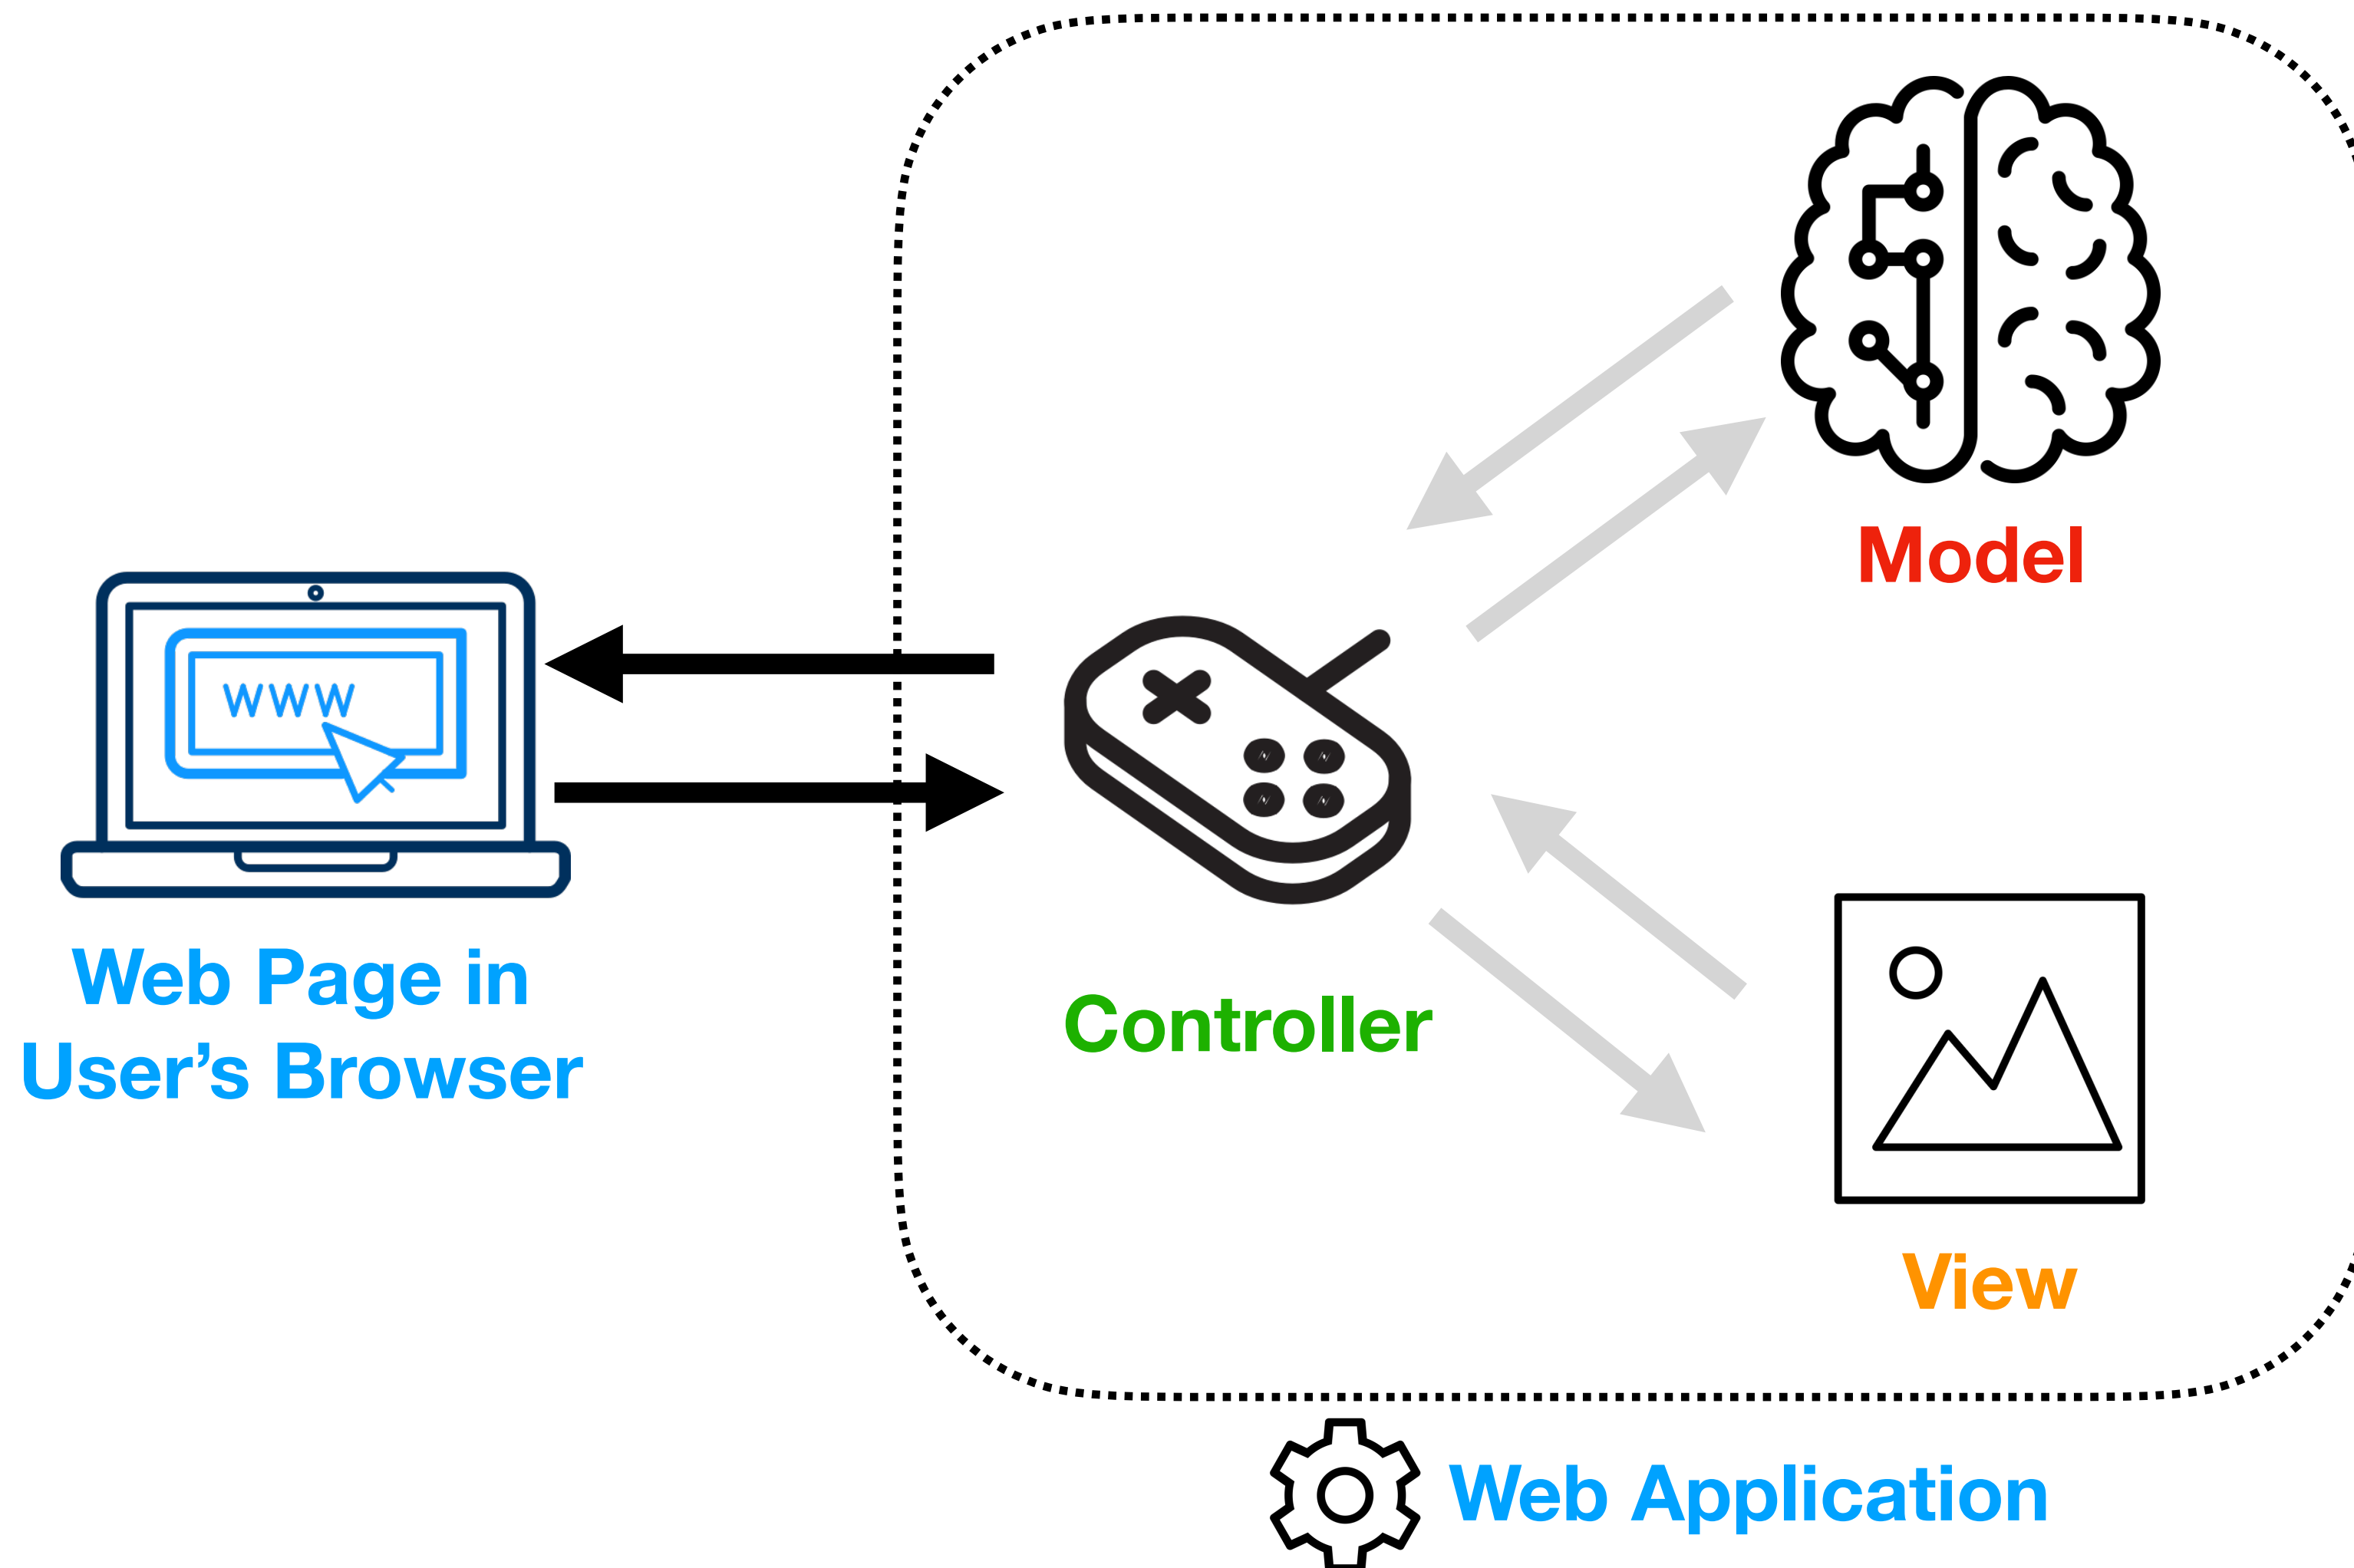 WWW
Model
Web Page in
User’s Browser
Controller
View
Web Application